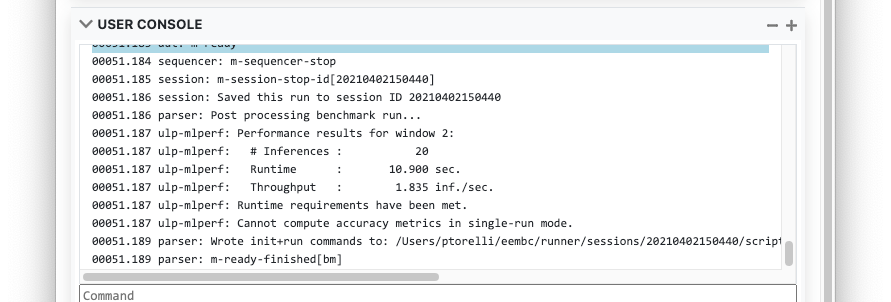 USER CONSOLE
00051.183 dut: m-ready
00051.184 sequencer: m-sequencer-stop
00051.185 session: m-session-stop-id[20210402150440]
00051.186 session: Saved this run to session ID 20210402150440
00051.186 parser: Post processing benchmark run...
00051.187 ulp-mlperf: Performance results for window 2:
00051.187 ulp-mlperf:   # Inferences :           20
00051.187 ulp-mlperf:   Runtime      :       10.900 sec.
00051.187 ulp-mlperf:   Throughput   :        1.835 inf./sec.
00051.187 ulp-mlperf: Runtime requirements have been met.
00051.187 ulp-mlperf: Cannot compute accuracy metrics in single-run mode.
00051.189 parser: Wrote init+run commands to: /Users/ptorelli/eembc/runner/sessions/20210402150440/script
00051.189 parser: m-ready-finished[bm]
Command